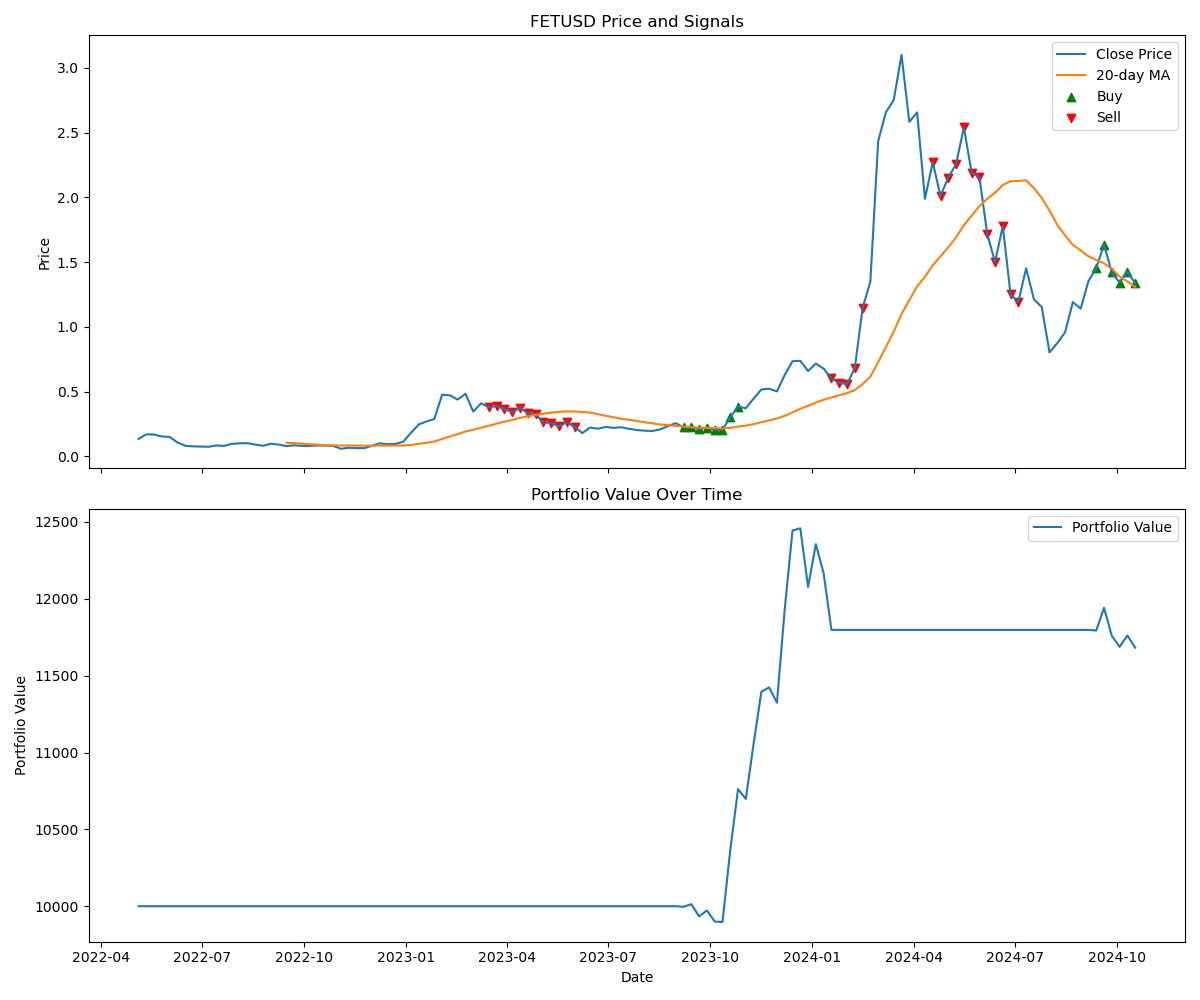 FETUSD Price and Signals
Price
3.0
2.5
2.0
1.5
1.0
0.5
0.0
Close Price
20-day MA
Buy
Sell
Portfolio Value Over Time
Portfolio Value
12500
12000
11500
11000
10500
10000
Portfolio Value
2022-04
2022-07
2022-10
2023-01
2023-04
2023-07
2023-10
2024-01
2024-04
2024-07
2024-10
Date